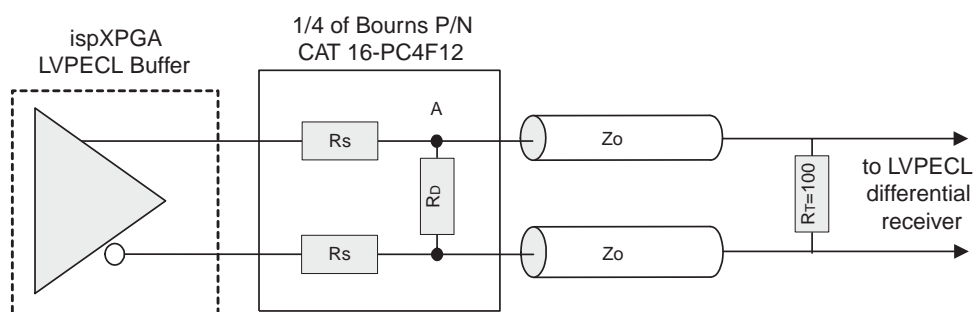 1/4 of Bourns P/N
CAT 16-PC4F12
ispXPGA
LVPECL Buffer
A
Rs
Zo
RD
RT=100
to LVPECL
differential
receiver
Rs
Zo